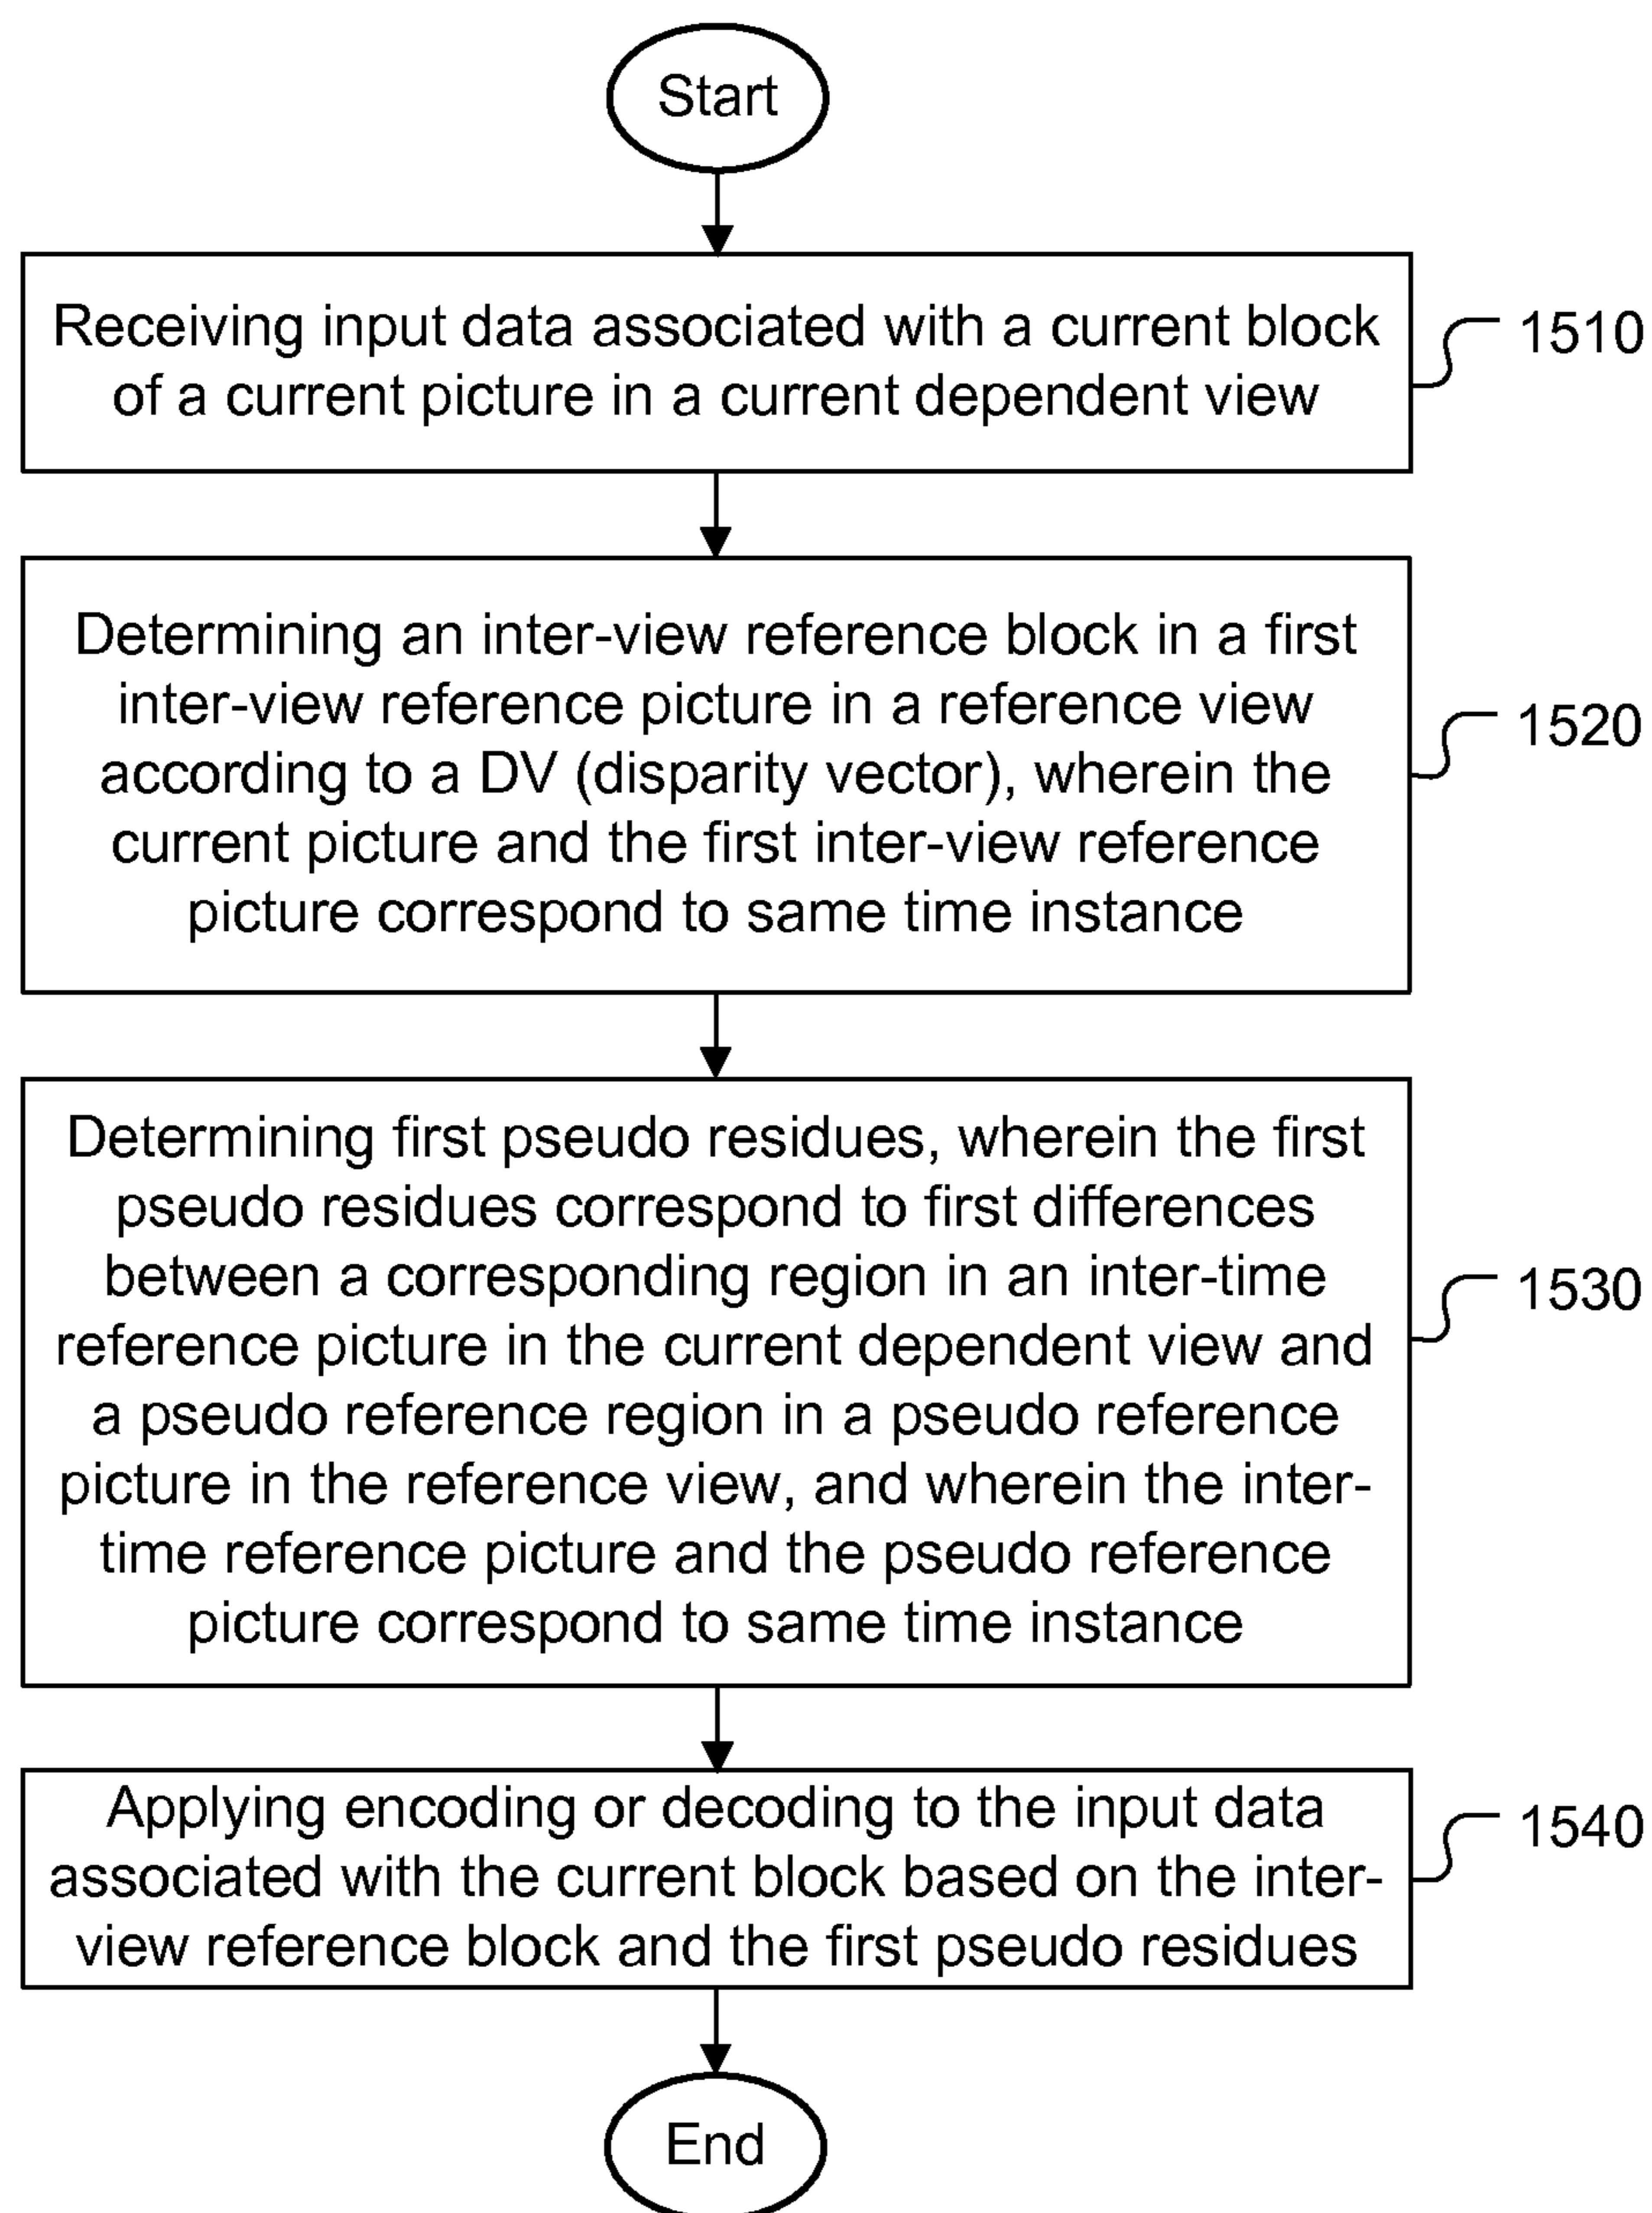 Start
Receiving input data associated with a current block
of a current picture in a current dependent view
1510
Determining an inter-view reference block in a first
inter-view reference picture in a reference view
according to a DV (disparity vector), wherein the
current picture and the first inter-view reference
picture correspond to same time instance
1520
Determining first pseudo residues, wherein the first
pseudo residues correspond to first differences
between a corresponding region in an inter-time
reference picture in the current dependent view and
a pseudo reference region in a pseudo reference
picture in the reference view, and wherein the inter-
time reference picture and the pseudo reference
picture correspond to same time instance
1530
Applying encoding or decoding to the input data
associated with the current block based on the inter-
view reference block and the first pseudo residues
1540
End